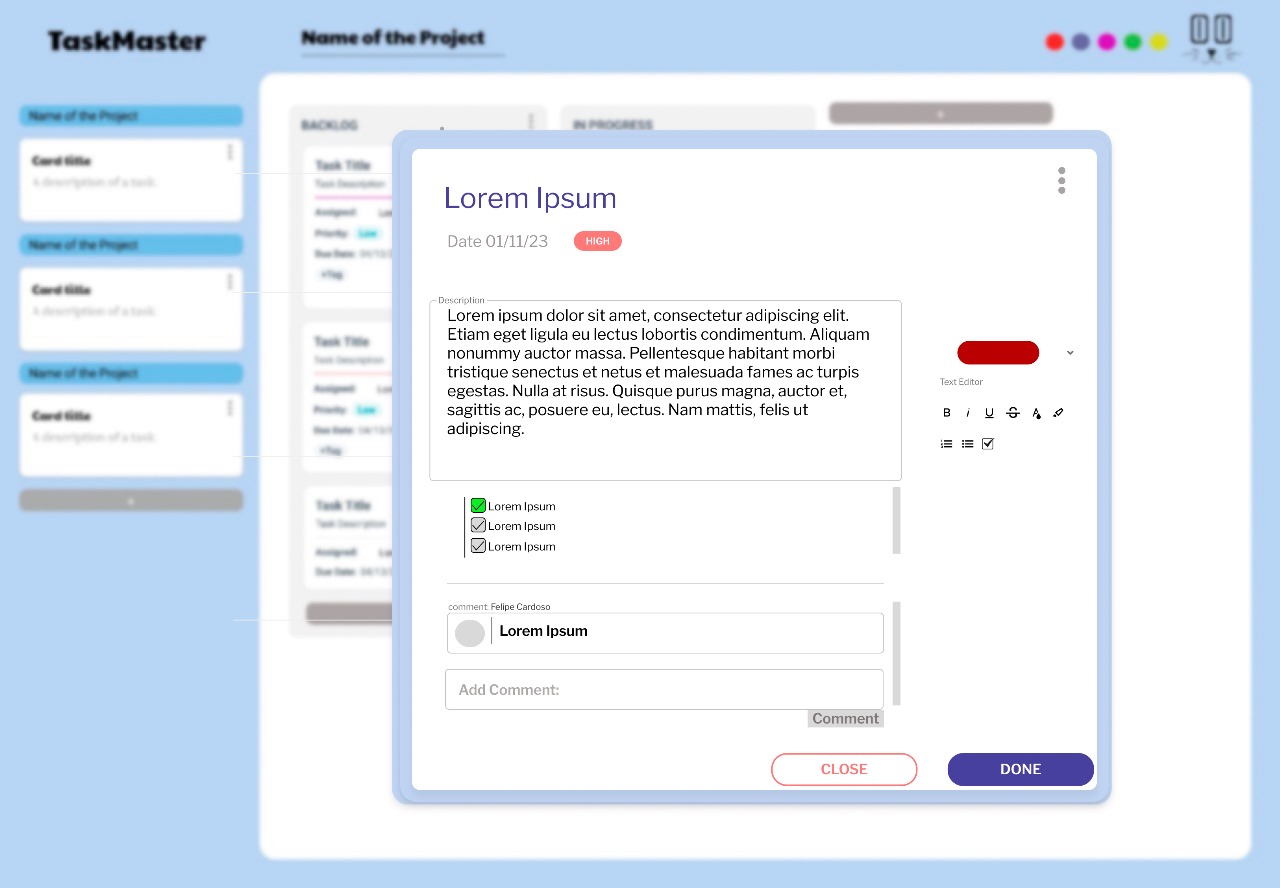 TaskMaster
Name of the Project
Name of the Project
Card title
A description of a task.
Name of the Project
Card title
A description of a task.
Name of the Project
Card title
A description of a task.
+
BACKLOG
IN PROGRESS
+
Task Title
Task Description
Assigned:
Priority: Low
Due Date:
+Tag
Task Title
Task Description
Assigned:
Priority: Low
Due Date:
+Tag
Task Title
Task Description
Assigned:
Due Date:
Lorem Ipsum
Date 01/11/23
HIGH
Description
Lorem ipsum dolor sit amet, consectetur adipiscing elit.
Etiam eget ligula eu lectus lobortis condimentum. Aliquam
nonummy auctor massa. Pellentesque habitant morbi
tristique senectus et netus et malesuada fames ac turpis
egestas. Nulla at risus. Quisque purus magna, auctor et,
sagittis ac, posuere eu, lectus. Nam mattis, felis ut
adipiscing.
Text Editor
B i U S A
Lorem Ipsum
Lorem Ipsum
Lorem Ipsum
comment: Felipe Cardoso
Lorem Ipsum
Add Comment:
Comment
CLOSE
DONE